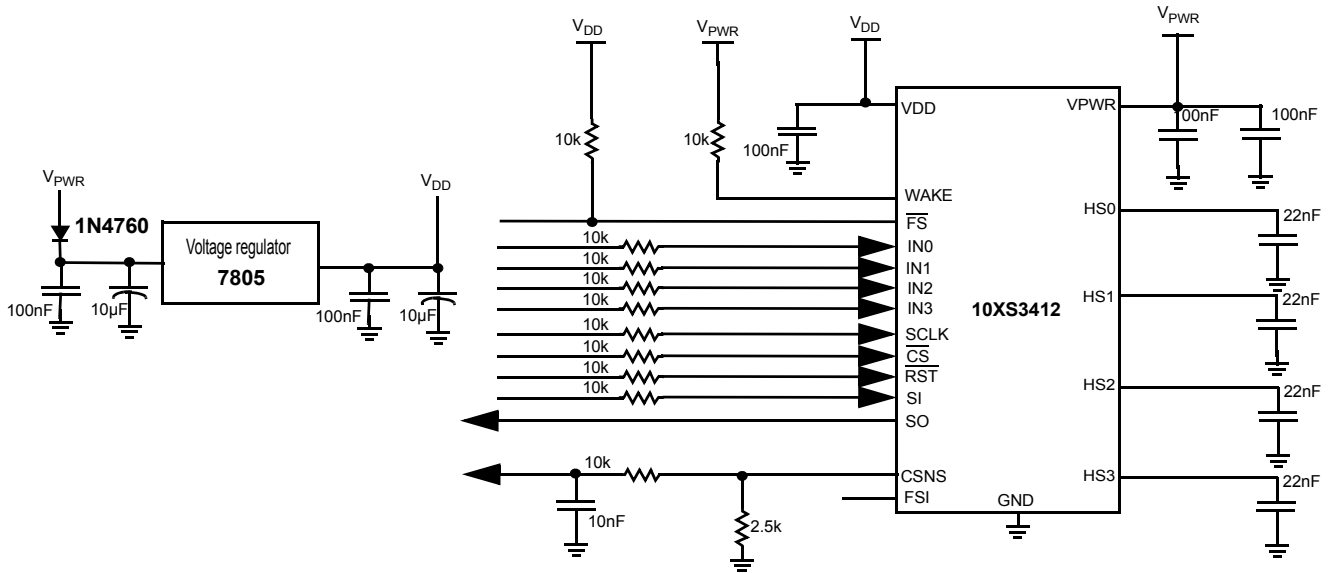 VDD
VPWR
VDD
VPWR
VDD
VPWR
10k
10k
100nF
00nF
100nF
VPWR
VDD
WAKE
HS0
22nF
1N4760
Voltage regulator
7805
FS
10k
IN0
10k
IN1
10k
IN2
10k
IN3
10XS3412
HS1
22nF
100nF
10µF
100nF
10µF
10k
SCLK
10k
CS
10k
RST
10k
SI
HS2
22nF
SO
10k
CSNS
HS3
22nF
FSI
GND
10nF
2.5k